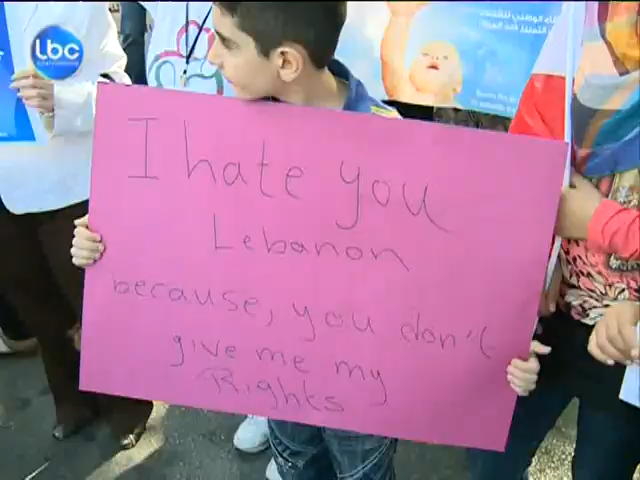 LBC
I hate you
Lebanon
because, you don't
give me my
Rights